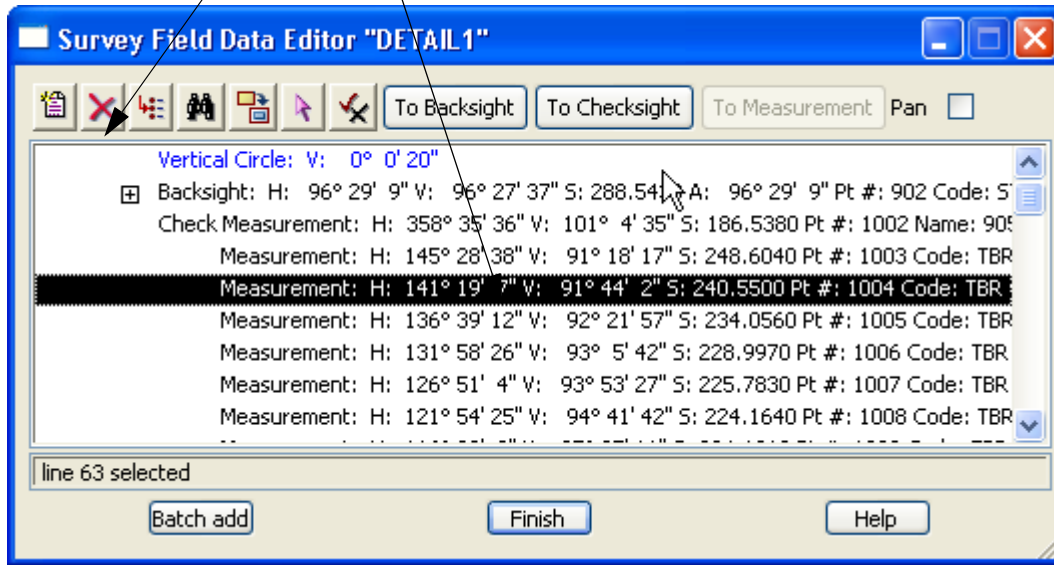 Survey Field Data Editor "DETAIL1"
To Backsight To Checksight To Measurement Pan
Vertical Circle: V: 0° 0' 20"
Backsight: H: 96° 29' 9" V: 96° 27' 37" S: 288.54 A: 96° 29' 9" Pt #: 902 Code:
Check Measurement: H: 358° 35' 36" V: 101° 4' 35" S: 186.5380 Pt #: 1002 Name: 905
Measurement: H: 145° 28' 38" V: 91° 18' 17" S: 248.6040 Pt #: 1003 Code: TBR
Measurement: H: 141° 19' 7" V: 91° 44' 2" S: 240.5500 Pt #: 1004 Code: TBR
Measurement: H: 136° 39' 12" V: 92° 21' 57" S: 234.0560 Pt #: 1005 Code: TBR
Measurement: H: 131° 58' 26" V: 93° 5' 42" S: 228.9970 Pt #: 1006 Code: TBR
Measurement: H: 126° 51' 4" V: 93° 53' 27" S: 225.7830 Pt #: 1007 Code: TBR
Measurement: H: 121° 54' 25" V: 94° 41' 42" S: 224.1640 Pt #: 1008 Code: TBR
line 63 selected
Batch add Finish Help